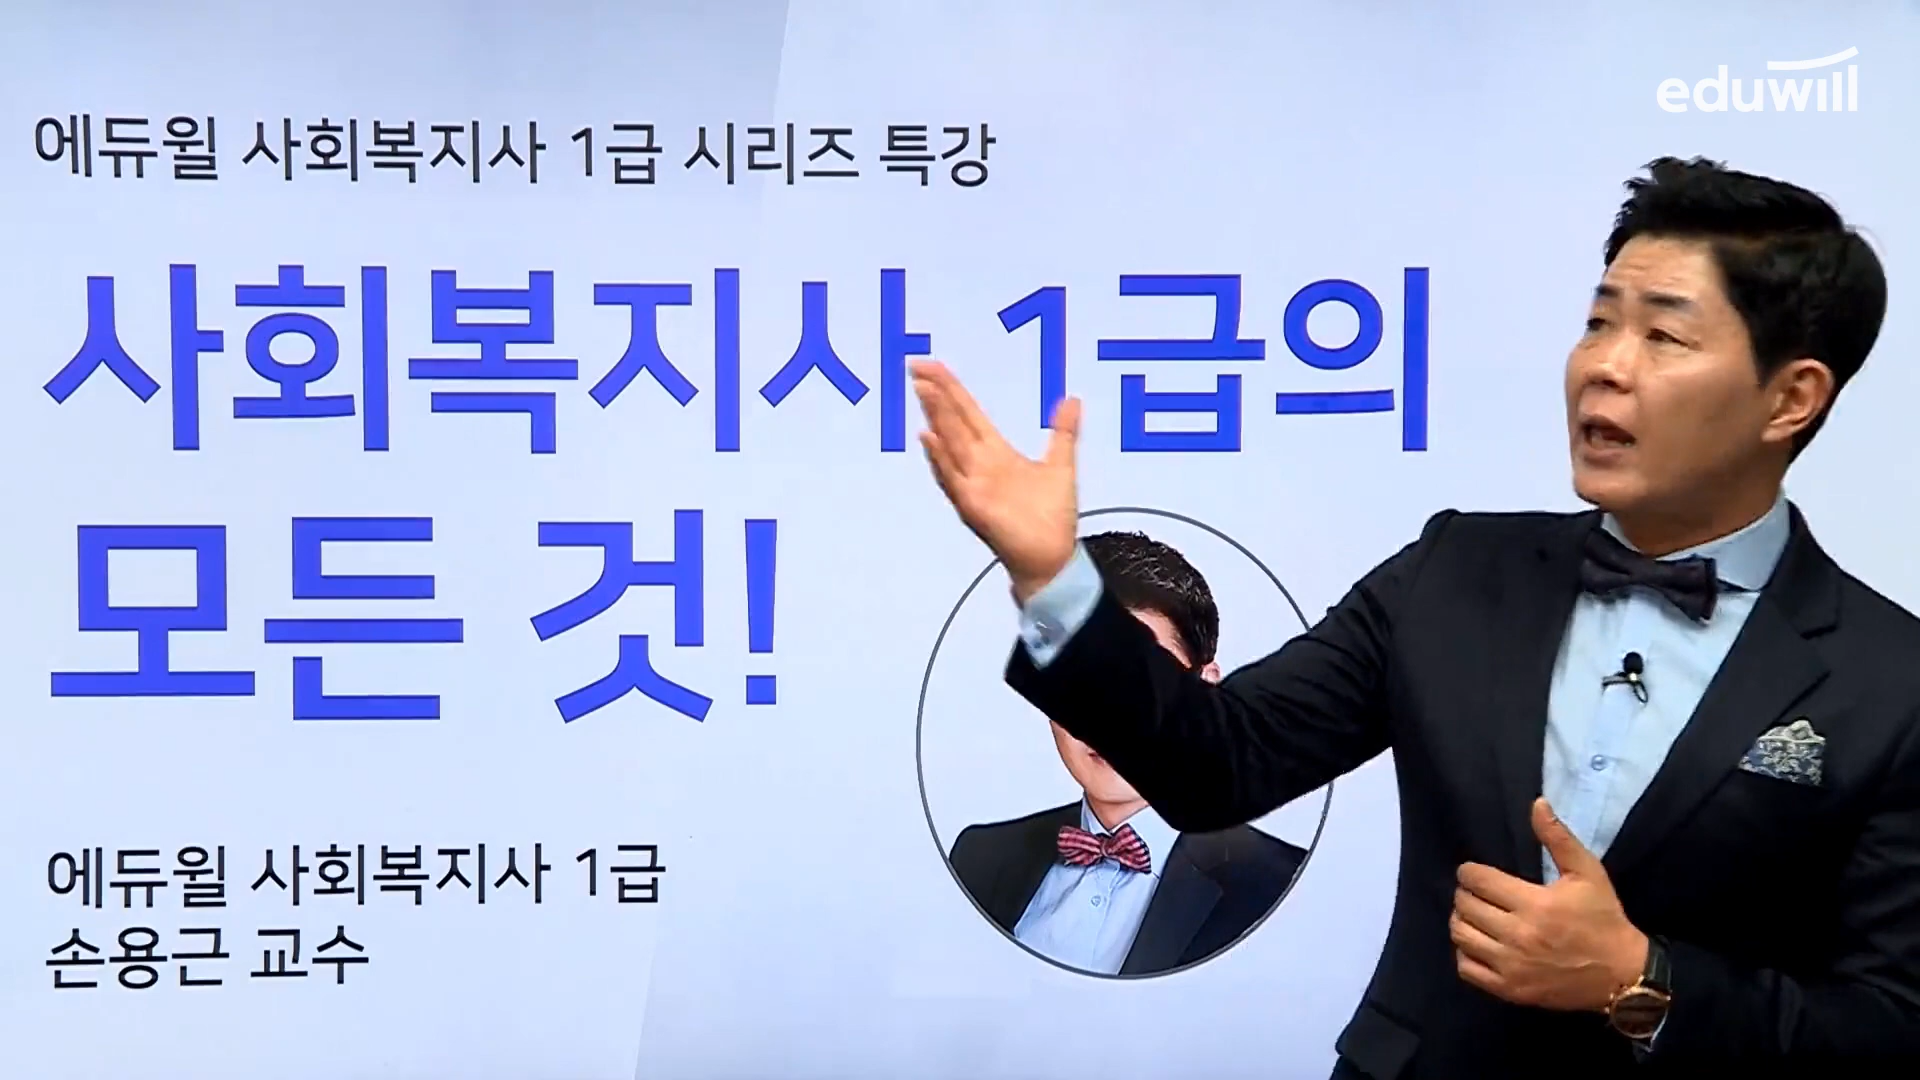 eduwill
에듀윌 사회복지사 1급 시리즈 특강
사회복지사 1급의
모든 것!
에듀윌 사회복지사 1급
손용근 교수